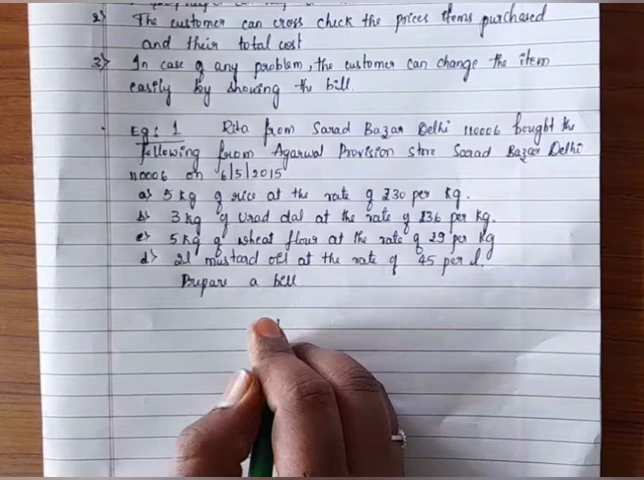 2) The customer can cross check the prices items purchased
and their total cost
3) In case of any problem, the customer can change the item
easily by showing the bill.
Eg: 1 Rita from Sarad Bazar Delhi 110006 bought the
following from Agarwal Provision store Sarad Bazar Delhi
110006 on 6/5/2015
a) 5 kg of rice at the rate of ₹30 per kg.
b) 3 kg of Urad dal at the rate of ₹36 per kg.
c) 5 kg of wheat flour at the rate of 29 per kg
d) 2l mustard oil at the rate of 45 per l.
Prepare a bill